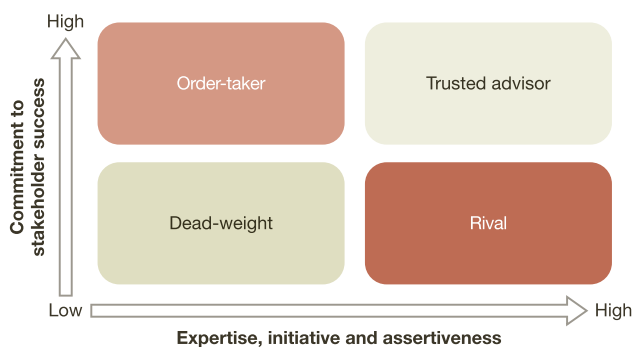 High
Order-taker
Trusted advisor
Commitment to
stakeholder success
Dead-weight
Rival
Low
High
Expertise, initiative and assertiveness